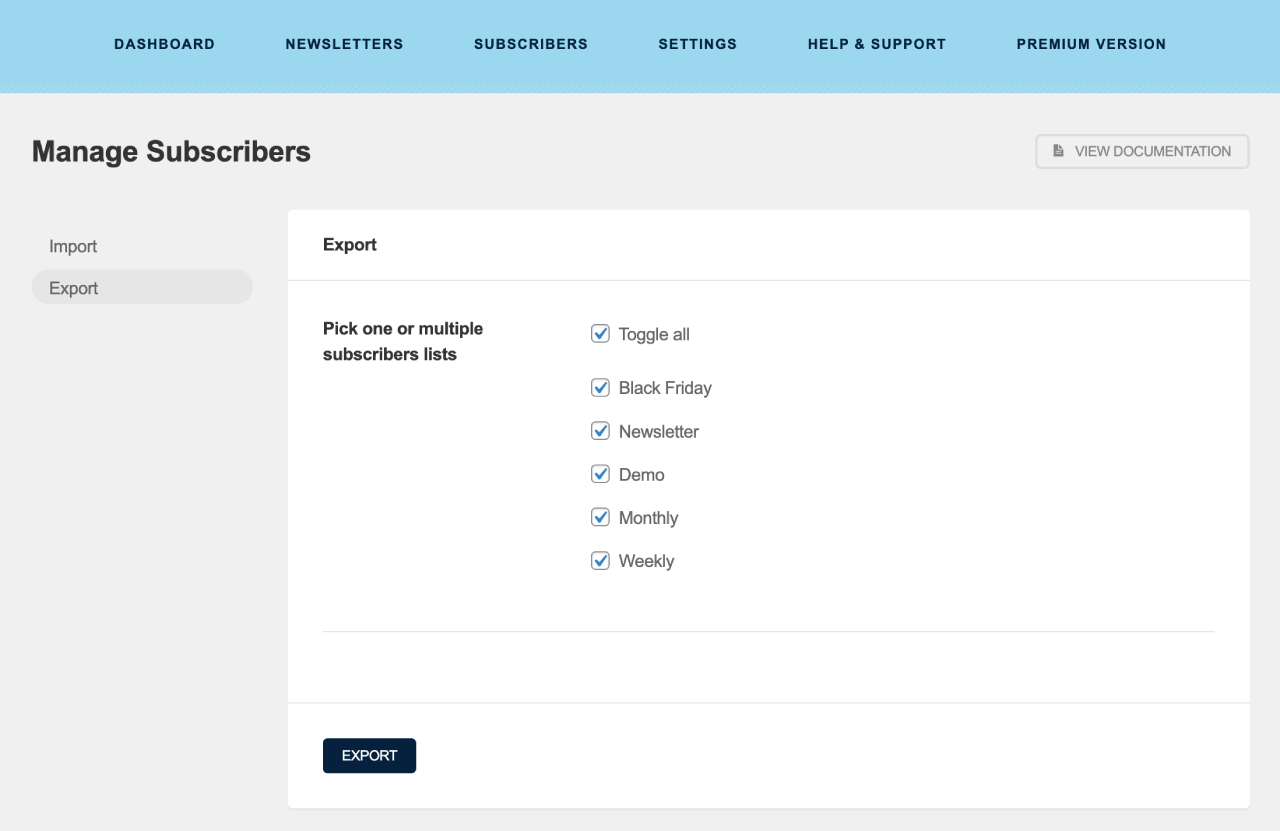 DASHBOARD NEWSLETTERS SUBSCRIBERS SETTINGS HELP & SUPPORT PREMIUM VERSION
Manage Subscribers
VIEW DOCUMENTATION
Import
Export
Export
Pick one or multiple
subscribers lists
Toggle all
Black Friday
Newsletter
Demo
Monthly
Weekly
EXPORT